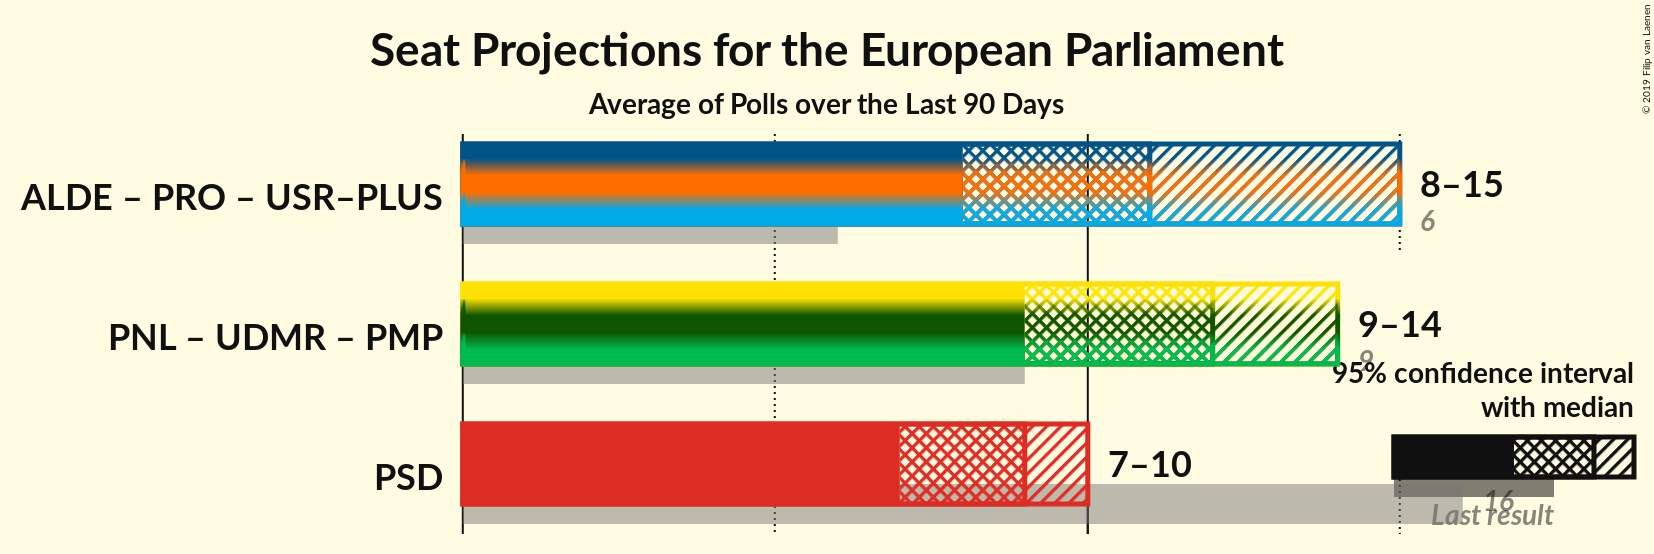 Seat Projections for the European Parliament
Average of Polls over the Last 90 Days
© 2019 Filip van Laenen
ALDE – PRO – USR–PLUS
8–15
6
PNL – UDMR – PMP
9–14
9
95% confidence interval
with median
PSD
7–10
16
Last result